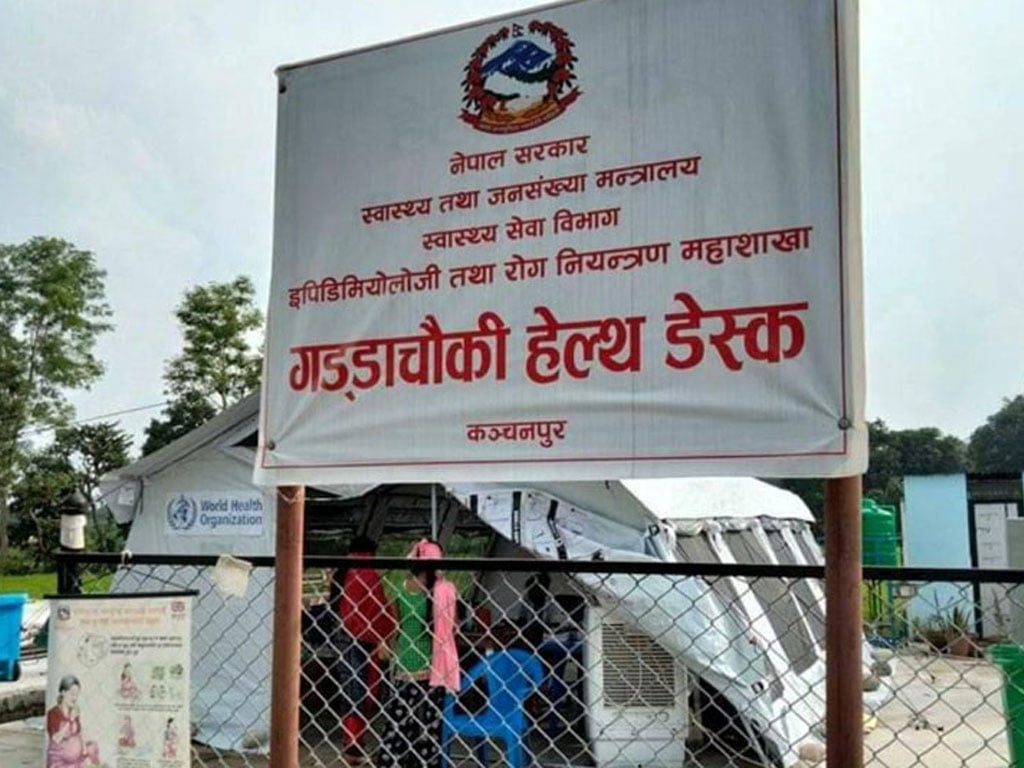 नेपाल सरकार
स्वास्थ्य तथा जनसंख्या मन्त्रालय
स्वास्थ्य सेवा विभाग
इपिडिमियोलोजी तथा रोग नियन्त्रण महाशाखा
गड्डाचौकी हेल्थ डेस्क
कञ्चनपुर
World Health
Organization